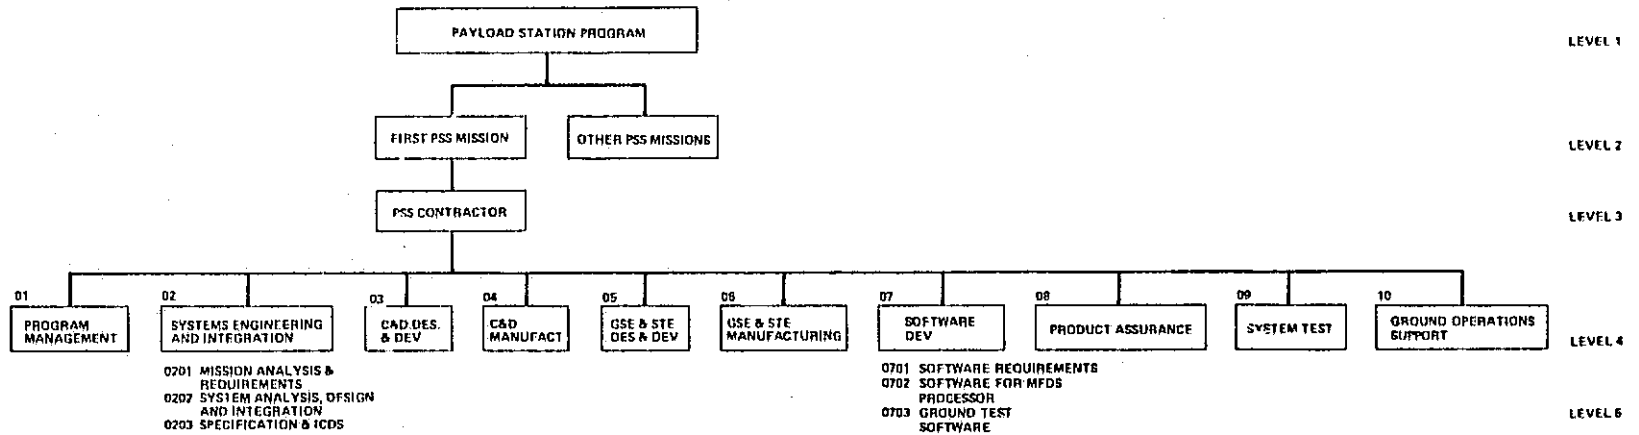 PAYLOAD STATION PROGRAM
LEVEL 1
FIRST PSS MISSION
OTHER PSS MISSIONS
LEVEL 2
PSS CONTRACTOR
LEVEL 3
01
PROGRAM
MANAGEMENT
02
SYSTEMS ENGINEERING
AND INTEGRATION
03
C&D DES.
& DEV
04
C&D
MANUFACT
05
GSE & STE
DES & DEV
06
GSE & STE
MANUFACTURING
07
SOFTWARE
DEV
08
PRODUCT ASSURANCE
09
SYSTEM TEST
10
GROUND OPERATIONS
SUPPORT
LEVEL 4
0201 MISSION ANALYSIS &
REQUIREMENTS
0202 SYSTEM ANALYSIS, DESIGN
AND INTEGRATION
0203 SPECIFICATION & ICDS
0701 SOFTWARE REQUIREMENTS
0702 SOFTWARE FOR MFDS
PROCESSOR
0703 GROUND TEST
SOFTWARE
LEVEL 5